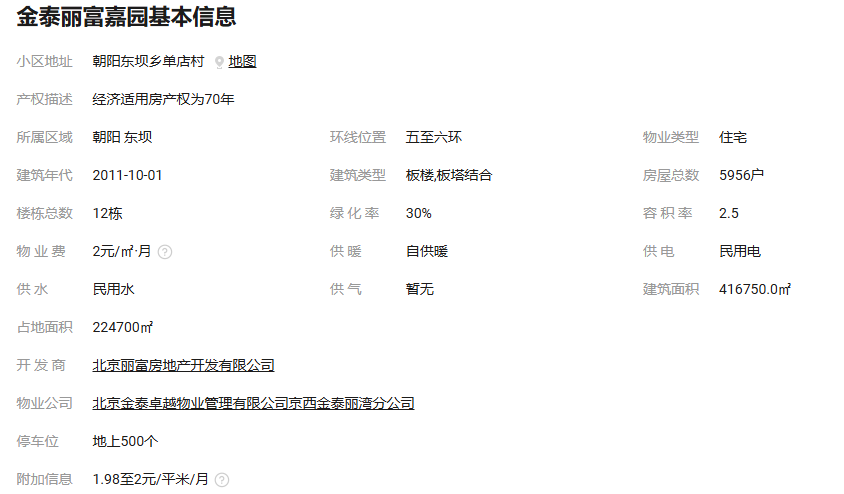 金泰丽富嘉园基本信息
小区地址 朝阳东坝乡单店村 地图
产权描述 经济适用房产权为70年
所属区域 朝阳 东坝 环线位置 五至六环 物业类型 住宅
建筑年代 2011-10-01 建筑类型 板楼,板塔结合 房屋总数 5956户
楼栋总数 12栋 绿 化 率 30% 容 积 率 2.5
物 业 费 2元/㎡·月 ? 供 暖 自供暖 供 电 民用电
供 水 民用水 供 气 暂无 建筑面积 416750.0㎡
占地面积 224700㎡
开 发 商 北京丽富房地产开发有限公司
物业公司 北京金泰卓越物业管理有限公司京西金泰丽湾分公司
停车位 地上500个
附加信息 1.98至2元/平米/月 ?